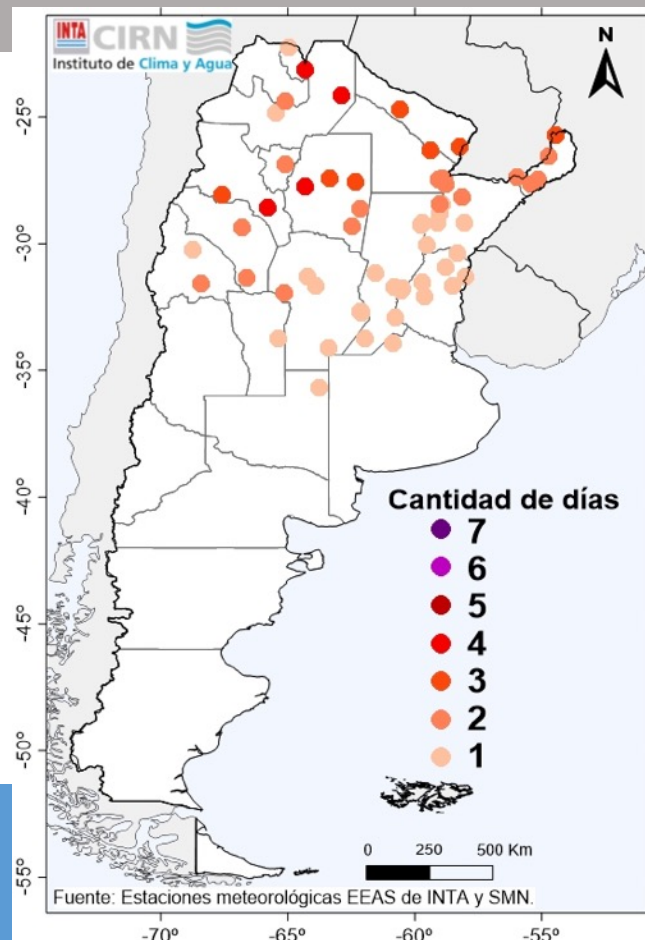 INTA CIRN
Instituto de Clima y Agua
N
-25°
-30°
-35°
-40°
-45°
-50°
-55°
Cantidad de días
7
6
5
4
3
2
1
0 250 500 Km
Fuente: Estaciones meteorológicas EEAS de INTA y SMN.
-70° -65° -60° -55°